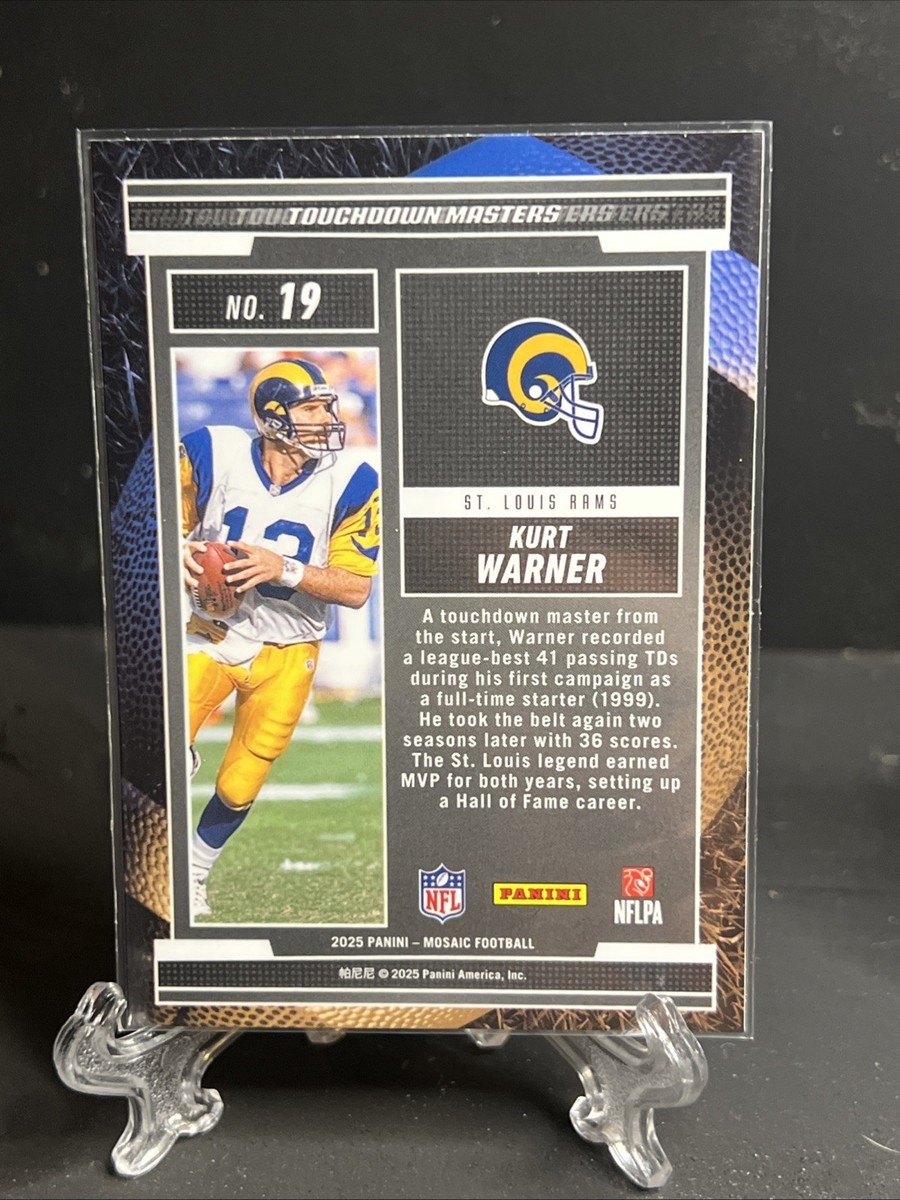 TOUCHDOWN MASTERS
NO. 19
ST. LOUIS RAMS
KURT
WARNER
13
A touchdown master from
the start, Warner recorded
a league-best 41 passing TDs
during his first campaign as
a full-time starter (1999).
He took the belt again two
seasons later with 36 scores.
The St. Louis legend earned
MVP for both years, setting up
a Hall of Fame career.
NFL
PANINI
NFLPA
2025 PANINI – MOSAIC FOOTBALL
帕尼尼 © 2025 Panini America, Inc.